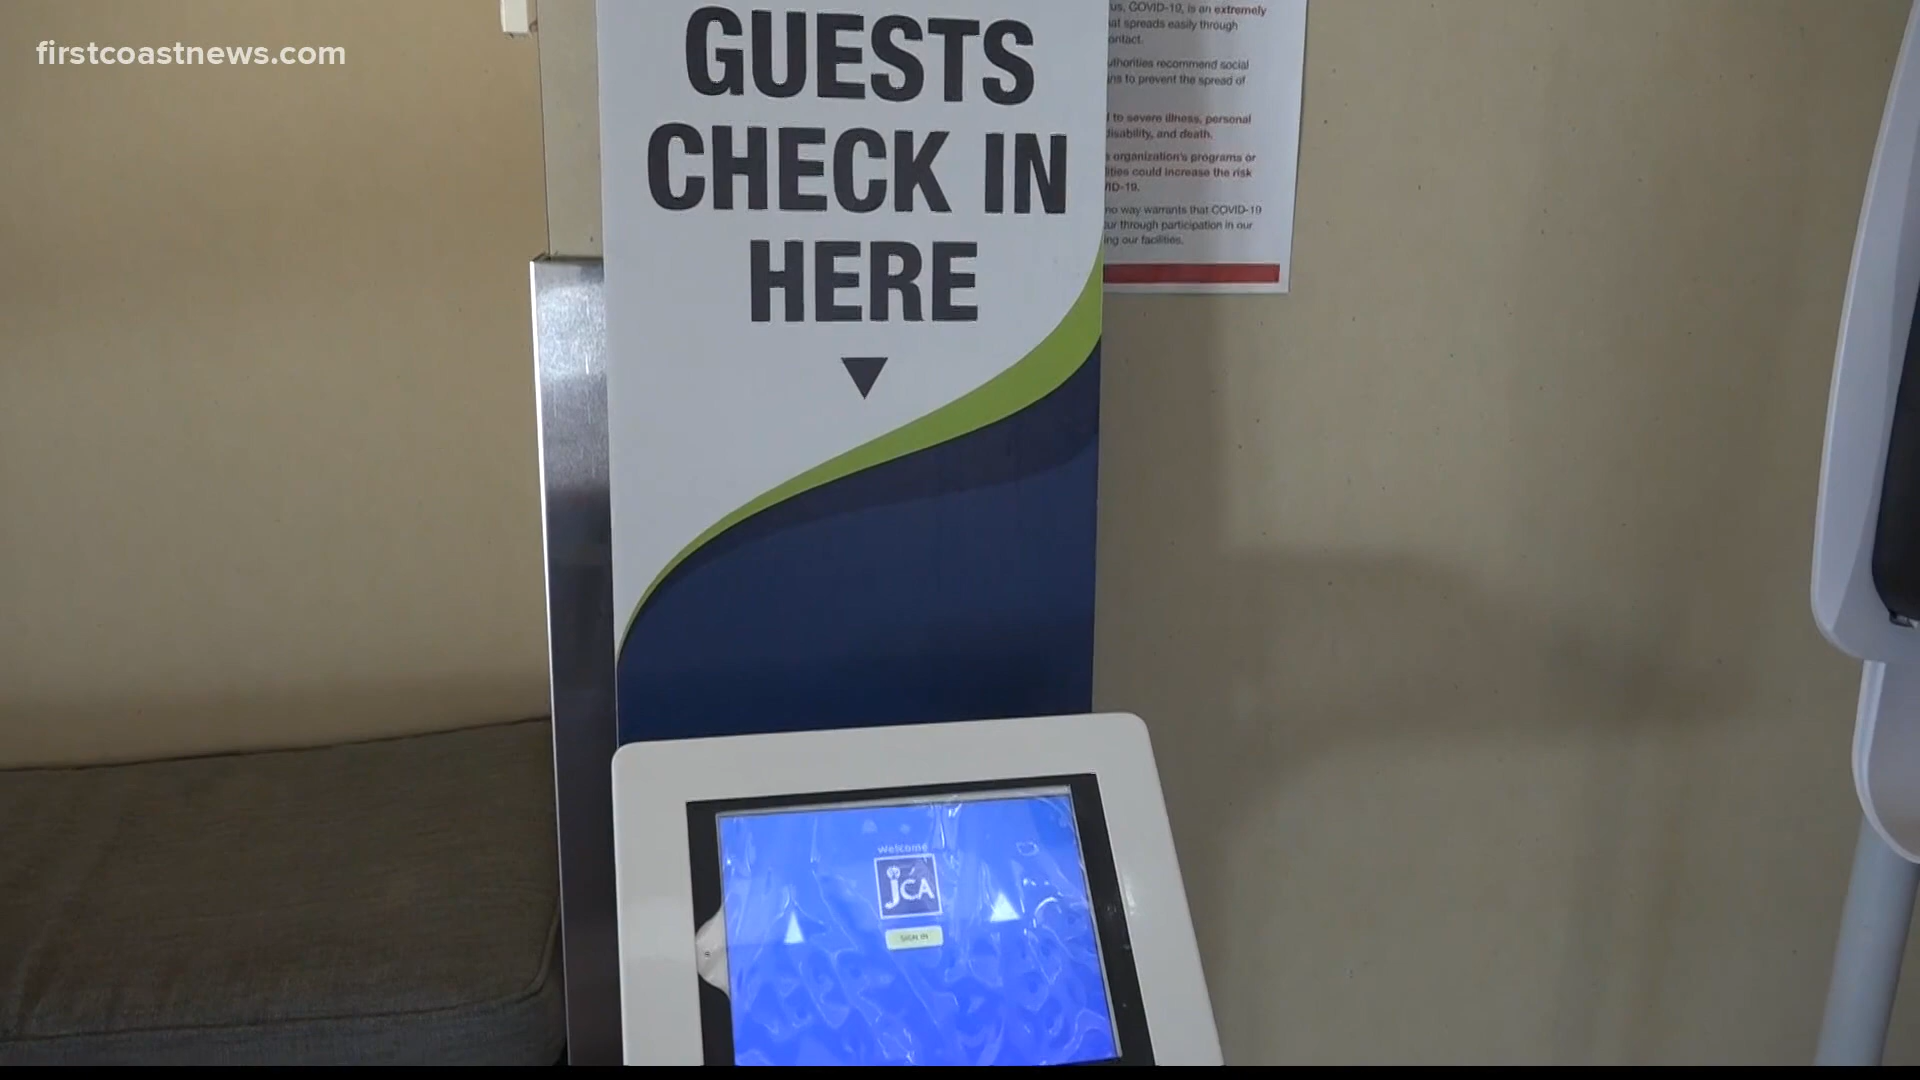 firstcoastnews.com
GUESTS
CHECK IN
HERE
us, COVID-19, is an extremely
at spreads easily through
ontact.
uthorities recommend social
ns to prevent the spread of
to severe illness, personal
disability, and death.
organization's programs or
ities could increase the risk
VID-19.
no way warrants that COVID-19
ur through participation in our
ing our facilities.
welcome
JCA
SIGN IN